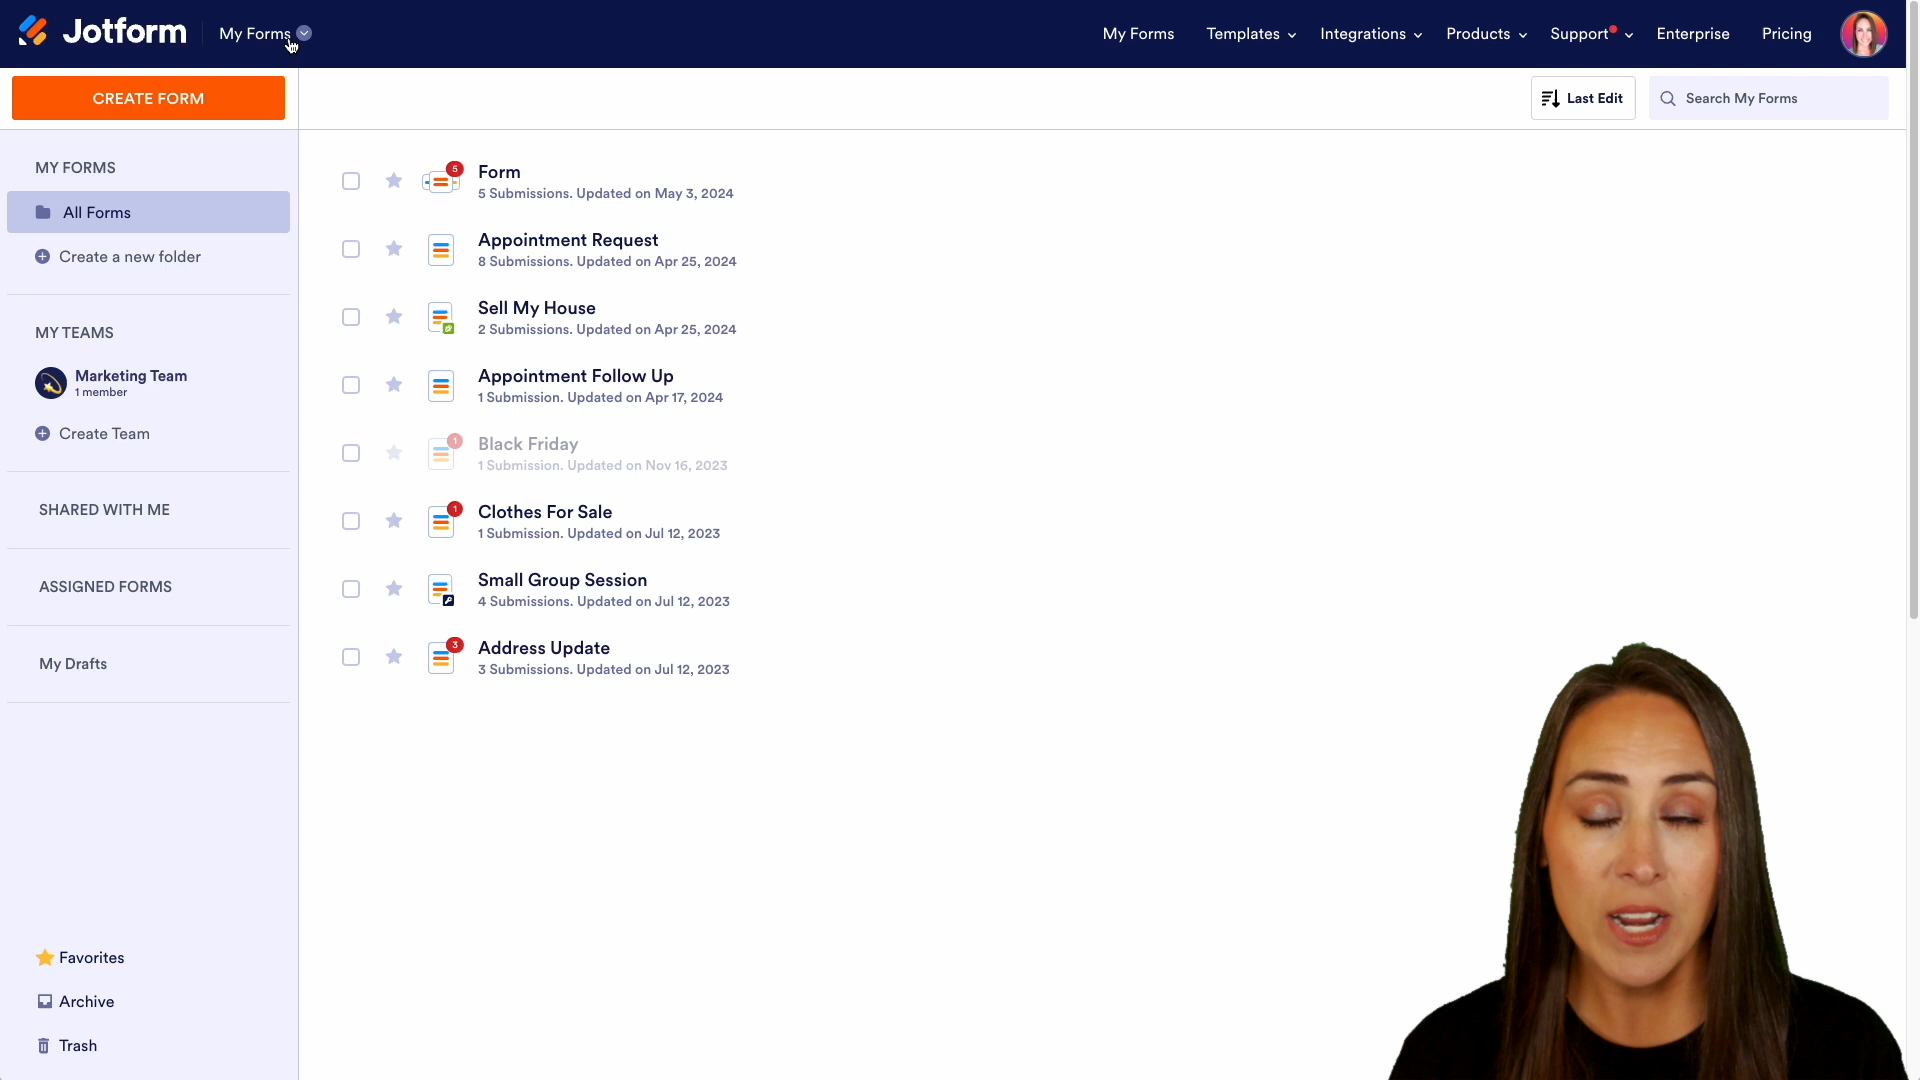 Jotform
My Forms
My Forms
Templates
Integrations
Products
Support
Enterprise
Pricing
CREATE FORM
Last Edit
Search My Forms
MY FORMS
All Forms
Create a new folder
MY TEAMS
Marketing Team
1 member
Create Team
SHARED WITH ME
ASSIGNED FORMS
My Drafts
Favorites
Archive
Trash
5
Form
5 Submissions. Updated on May 3, 2024
Appointment Request
8 Submissions. Updated on Apr 25, 2024
Sell My House
2 Submissions. Updated on Apr 25, 2024
Appointment Follow Up
1 Submission. Updated on Apr 17, 2024
1
Black Friday
1 Submission. Updated on Nov 16, 2023
1
Clothes For Sale
1 Submission. Updated on Jul 12, 2023
Small Group Session
4 Submissions. Updated on Jul 12, 2023
3
Address Update
3 Submissions. Updated on Jul 12, 2023